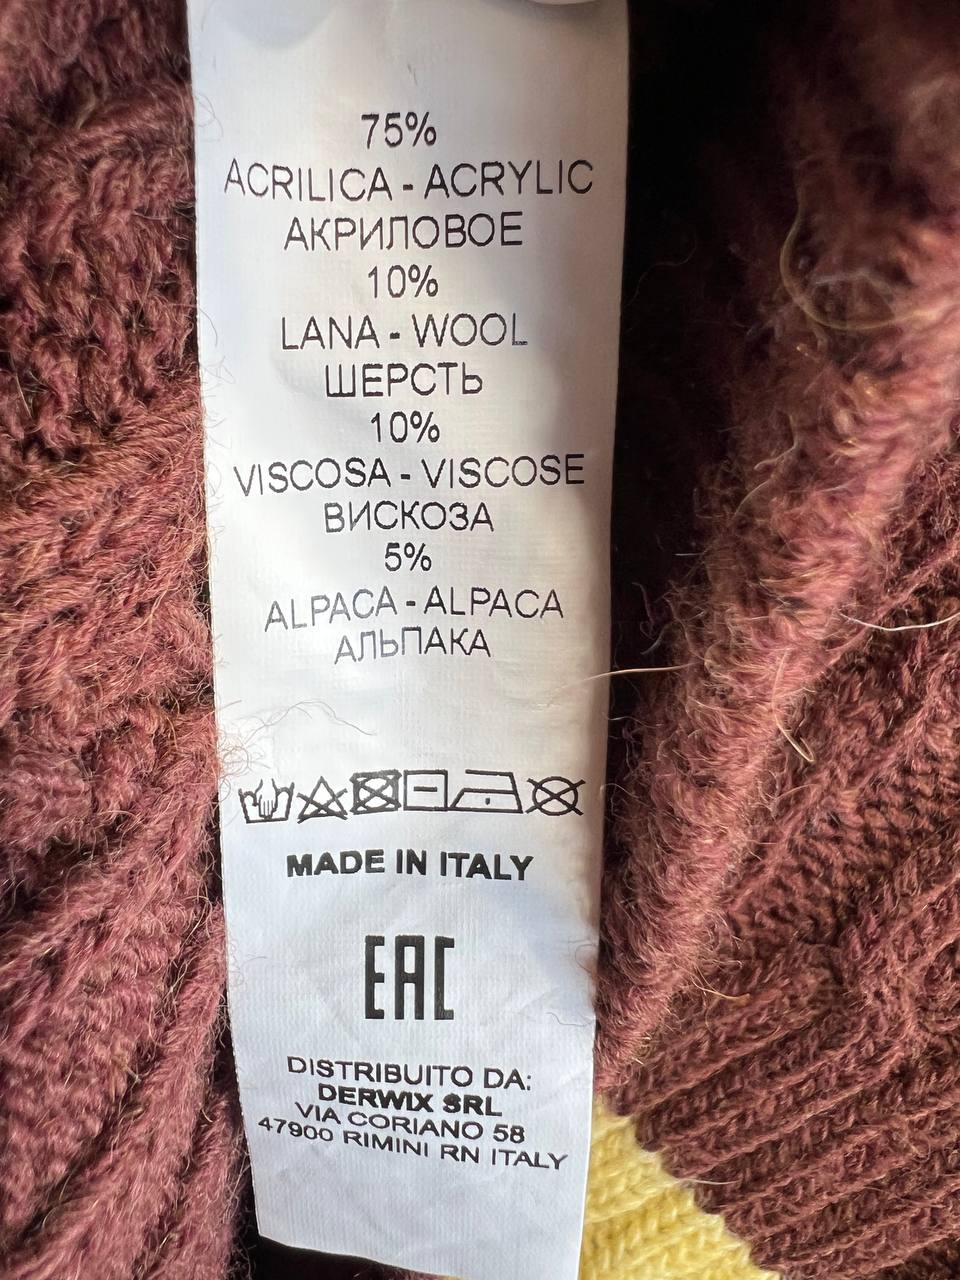 75%
ACRILICA - ACRYLIC
АКРИЛОВОЕ
10%
LANA - WOOL
ШЕРСТЬ
10%
VISCOSA - VISCOSE
ВИСКОЗА
5%
ALPACA - ALPACA
АЛЬПАКА
MADE IN ITALY
EAC
DISTRIBUITO DA:
DERWIX SRL
VIA CORIANO 58
47900 RIMINI RN ITALY